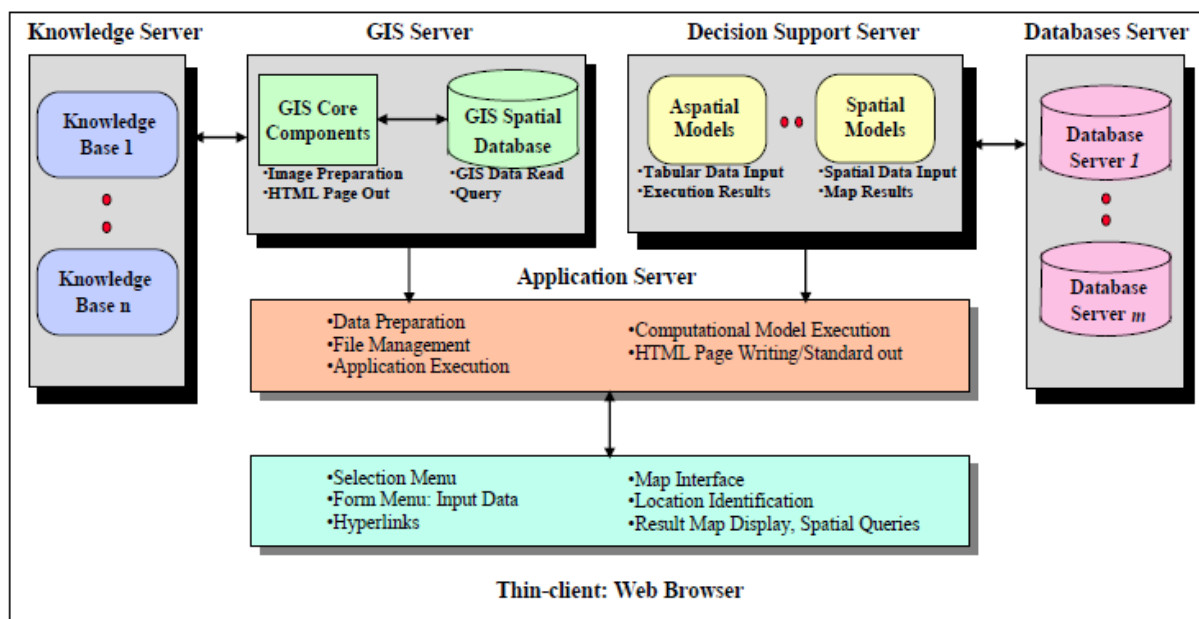 Knowledge Server
GIS Server
Decision Support Server
Databases Server
Knowledge
Base 1
Knowledge
Base n
GIS Core
Components
•Image Preparation
•HTML Page Out
GIS Spatial
Database
•GIS Data Read
•Query
Aspatial
Models
•Tabular Data Input
•Execution Results
Spatial
Models
•Spatial Data Input
•Map Results
Database
Server 1
Database
Server m
Application Server
•Data Preparation
•File Management
•Application Execution
•Computational Model Execution
•HTML Page Writing/Standard out
•Selection Menu
•Form Menu: Input Data
•Hyperlinks
•Map Interface
•Location Identification
•Result Map Display, Spatial Queries
Thin-client: Web Browser